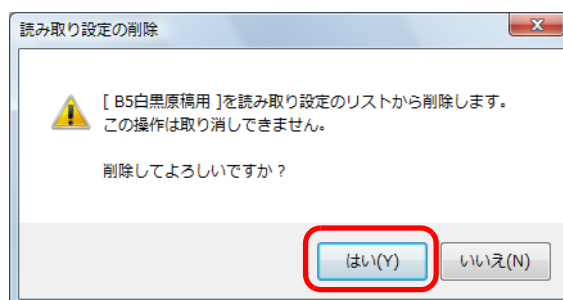 読み取り設定の削除
[ B5白黒原稿用 ]を読み取り設定のリストから削除します。
この操作は取り消しできません。
削除してよろしいですか？
はい(Y)
いいえ(N)